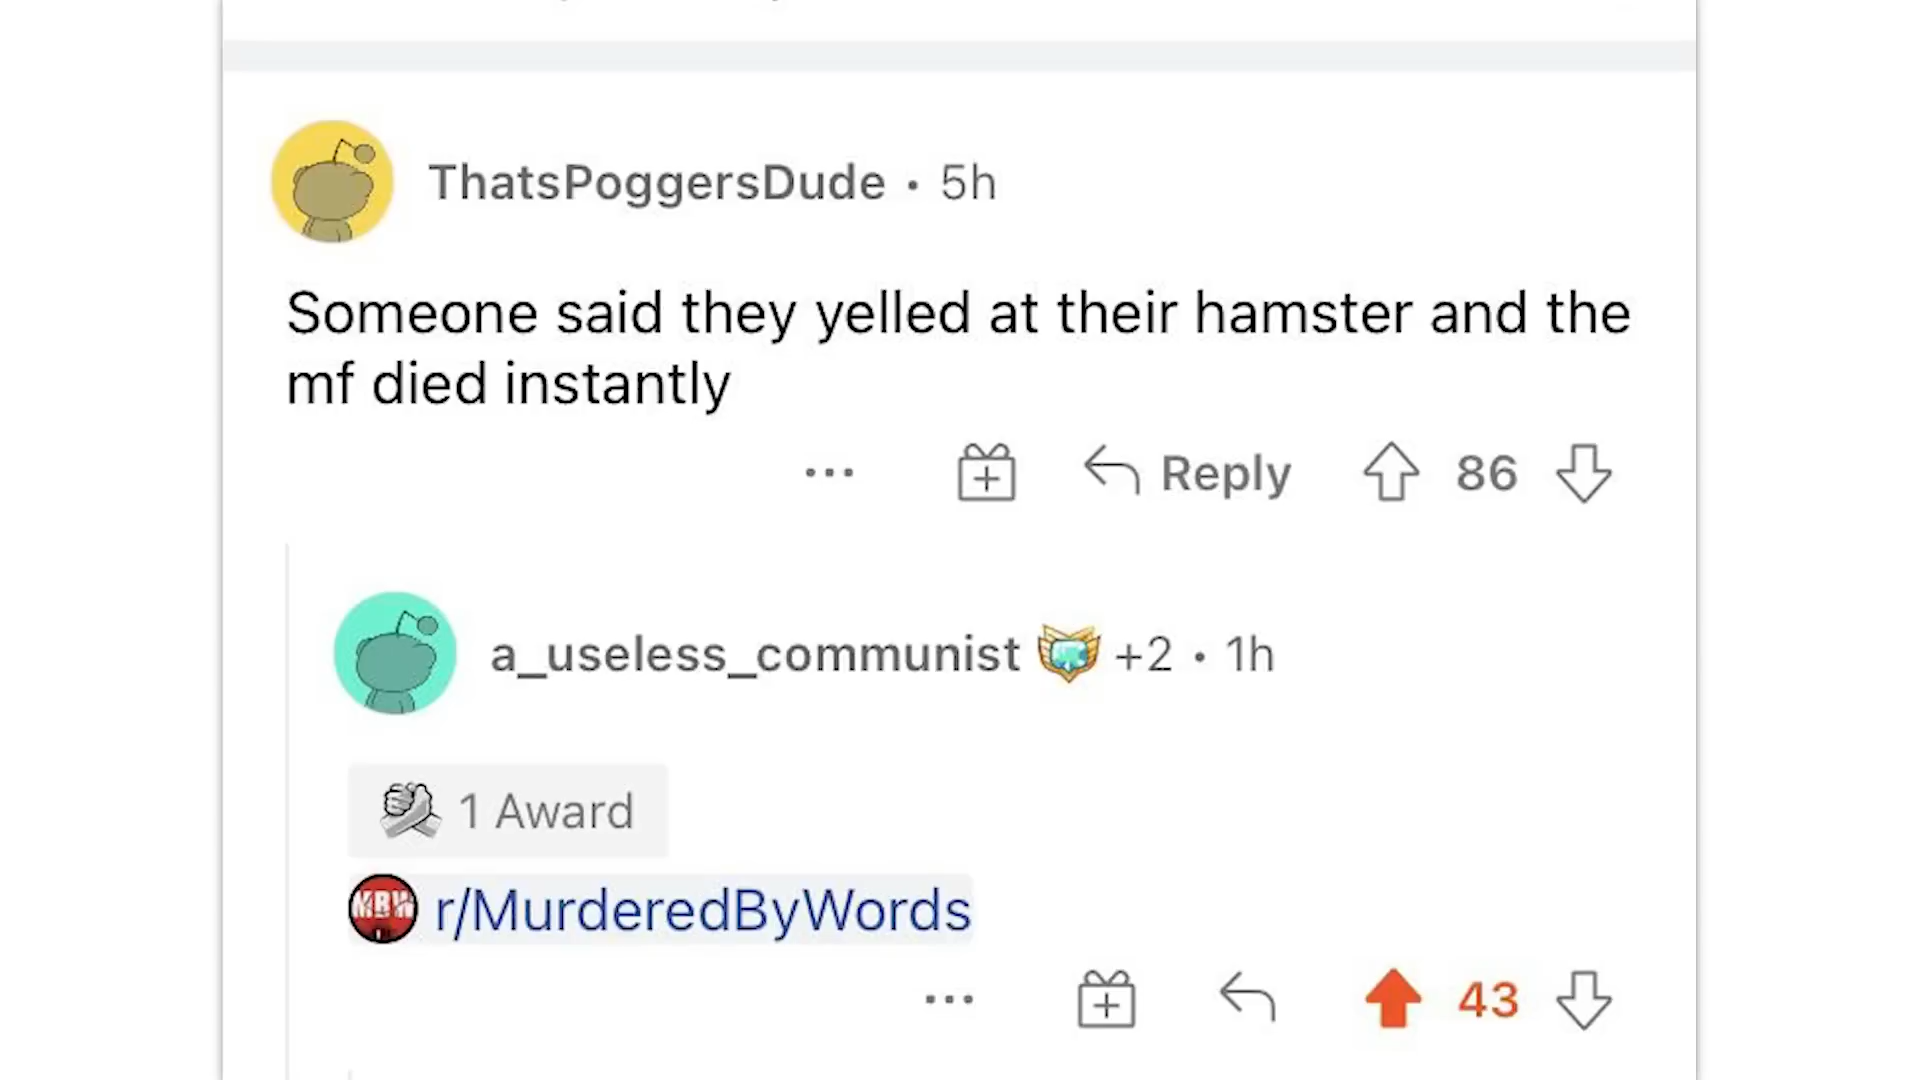 ThatsPoggersDude • 5h
Someone said they yelled at their hamster and the
mf died instantly
Reply 86
a_useless_communist +2 • 1h
1 Award
MBW r/MurderedByWords
43